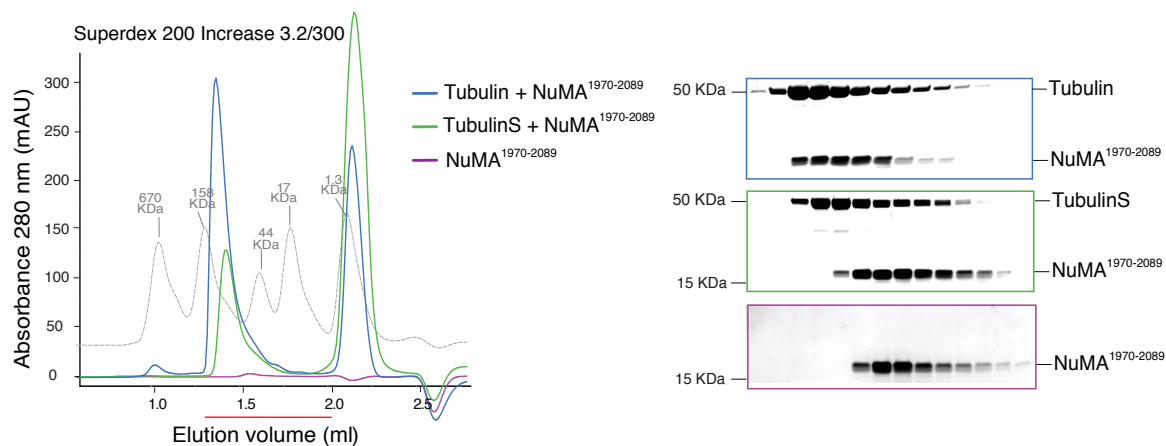 Superdex 200 Increase 3.2/300
Absorbance 280 nm (mAU)
300
250
200
150
100
50
0
670
KDa
158
KDa
44
KDa
17
KDa
1.3
KDa
1.0
1.5
2.0
2.5
Elution volume (ml)
Tubulin + NuMA1970-2089
TubulinS + NuMA1970-2089
NuMA1970-2089
50 KDa
Tubulin
NuMA1970-2089
50 KDa
TubulinS
15 KDa
NuMA1970-2089
15 KDa
NuMA1970-2089